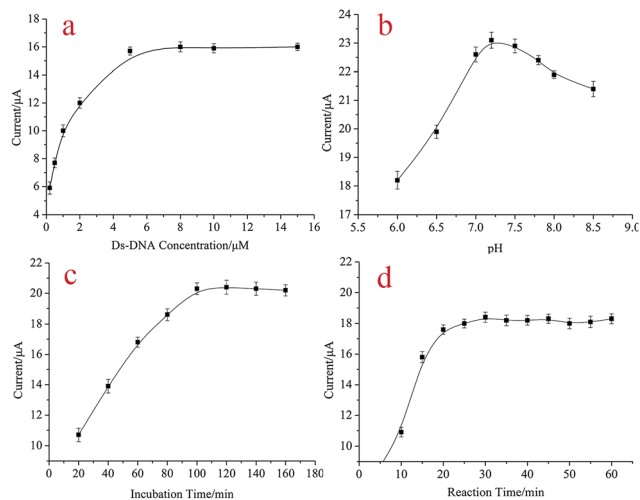 a
Current/μA
18
16
14
12
10
8
6
4
0 2 4 6 8 10 12 14 16
Ds-DNA Concentration/μM
b
Current/μA
24
23
22
21
20
19
18
17
5.5 6.0 6.5 7.0 7.5 8.0 8.5 9.0
pH
c
Current/μA
22
20
18
16
14
12
10
0 20 40 60 80 100 120 140 160 180
Incubation Time/min
d
Current/μA
22
20
18
16
14
12
10
0 10 20 30 40 50 60
Reaction Time/min